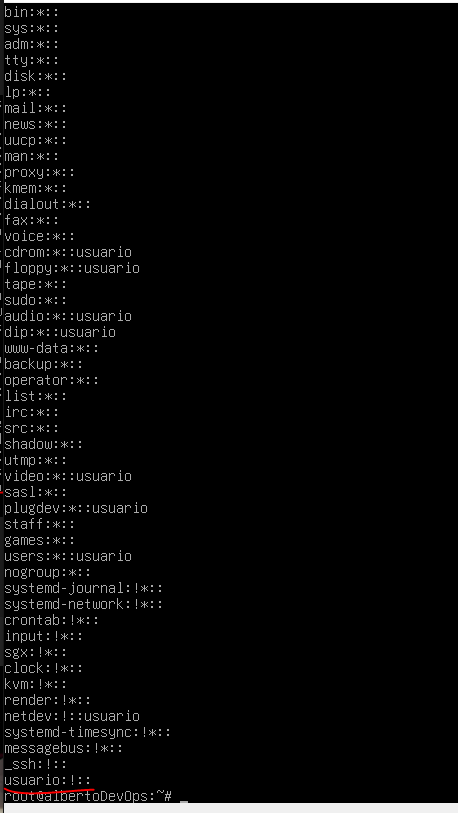 bin:*::
sys:*::
adm:*::
tty:*::
disk:*::
lp:*::
mail:*::
news:*::
uucp:*::
man:*::
proxy:*::
kmem:*::
dialout:*::
fax:*::
voice:*::
cdrom:*::usuario
floppy:*::usuario
tape:*::
sudo:*::
audio:*::usuario
dip:*::usuario
www-data:*::
backup:*::
operator:*::
list:*::
irc:*::
src:*::
shadow:*::
utmp:*::
video:*::usuario
sasl:*::
plugdev:*::usuario
staff:*::
games:*::
users:*::usuario
nogroup:*::
systemd-journal:!*::
systemd-network:!*::
crontab:!*::
input:!*::
sgx:!*::
clock:!*::
kvm:!*::
render:!*::
netdev:!::usuario
systemd-timesync:!*::
messagebus:!*::
_ssh:!::
usuario:!::
root@albertoDevOps:~# _